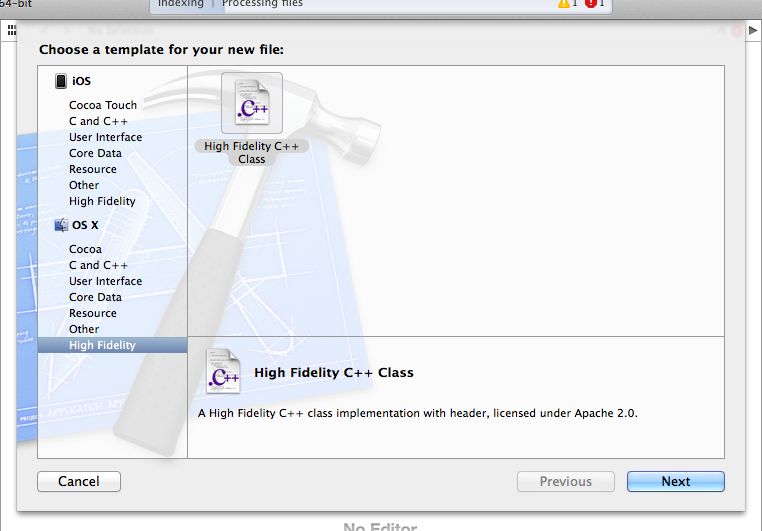 64-bit
Indexing | Processing files
1 1
No Selection
Choose a template for your new file:
iOS
Cocoa Touch
C and C++
User Interface
Core Data
Resource
Other
High Fidelity
OS X
Cocoa
C and C++
User Interface
Core Data
Resource
Other
High Fidelity
.C++
High Fidelity C++
Class
.C++
High Fidelity C++ Class
A High Fidelity C++ class implementation with header, licensed under Apache 2.0.
Cancel
Previous
Next
No Editor